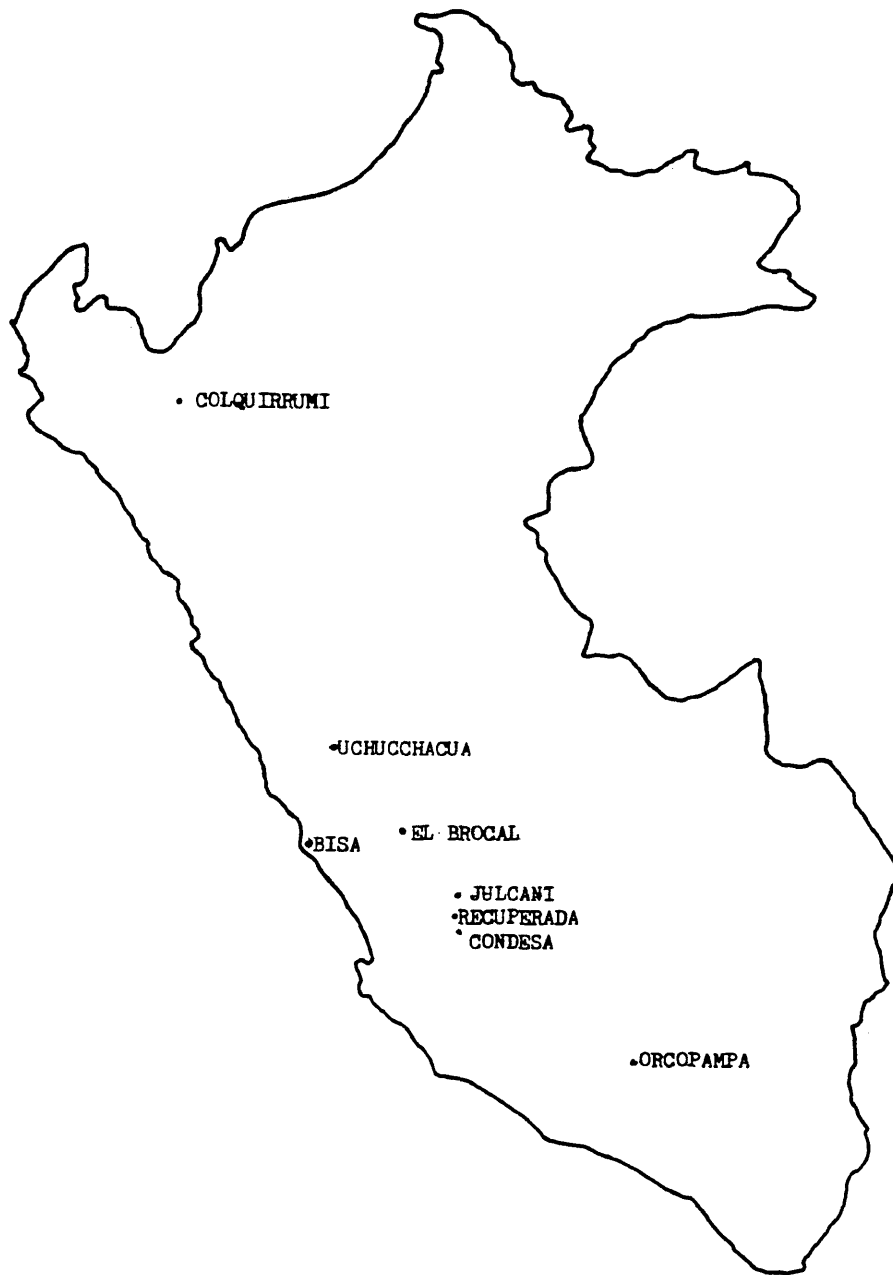 COLQUIRRUMI
UCHUCCHACUA
EL BROCAL
BISA
JULCANI
RECUPERADA
CONDESA
ORCOPAMPA